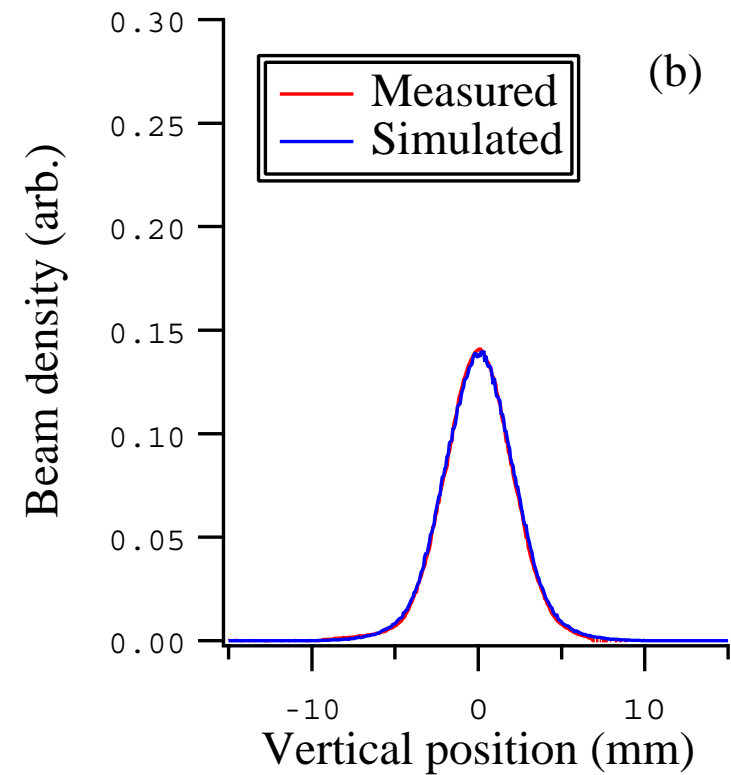 0.30
(b)
Measured
Simulated
0.25
0.20
0.15
0.10
0.05
0.00
Beam density (arb.)
-10 0 10
Vertical position (mm)